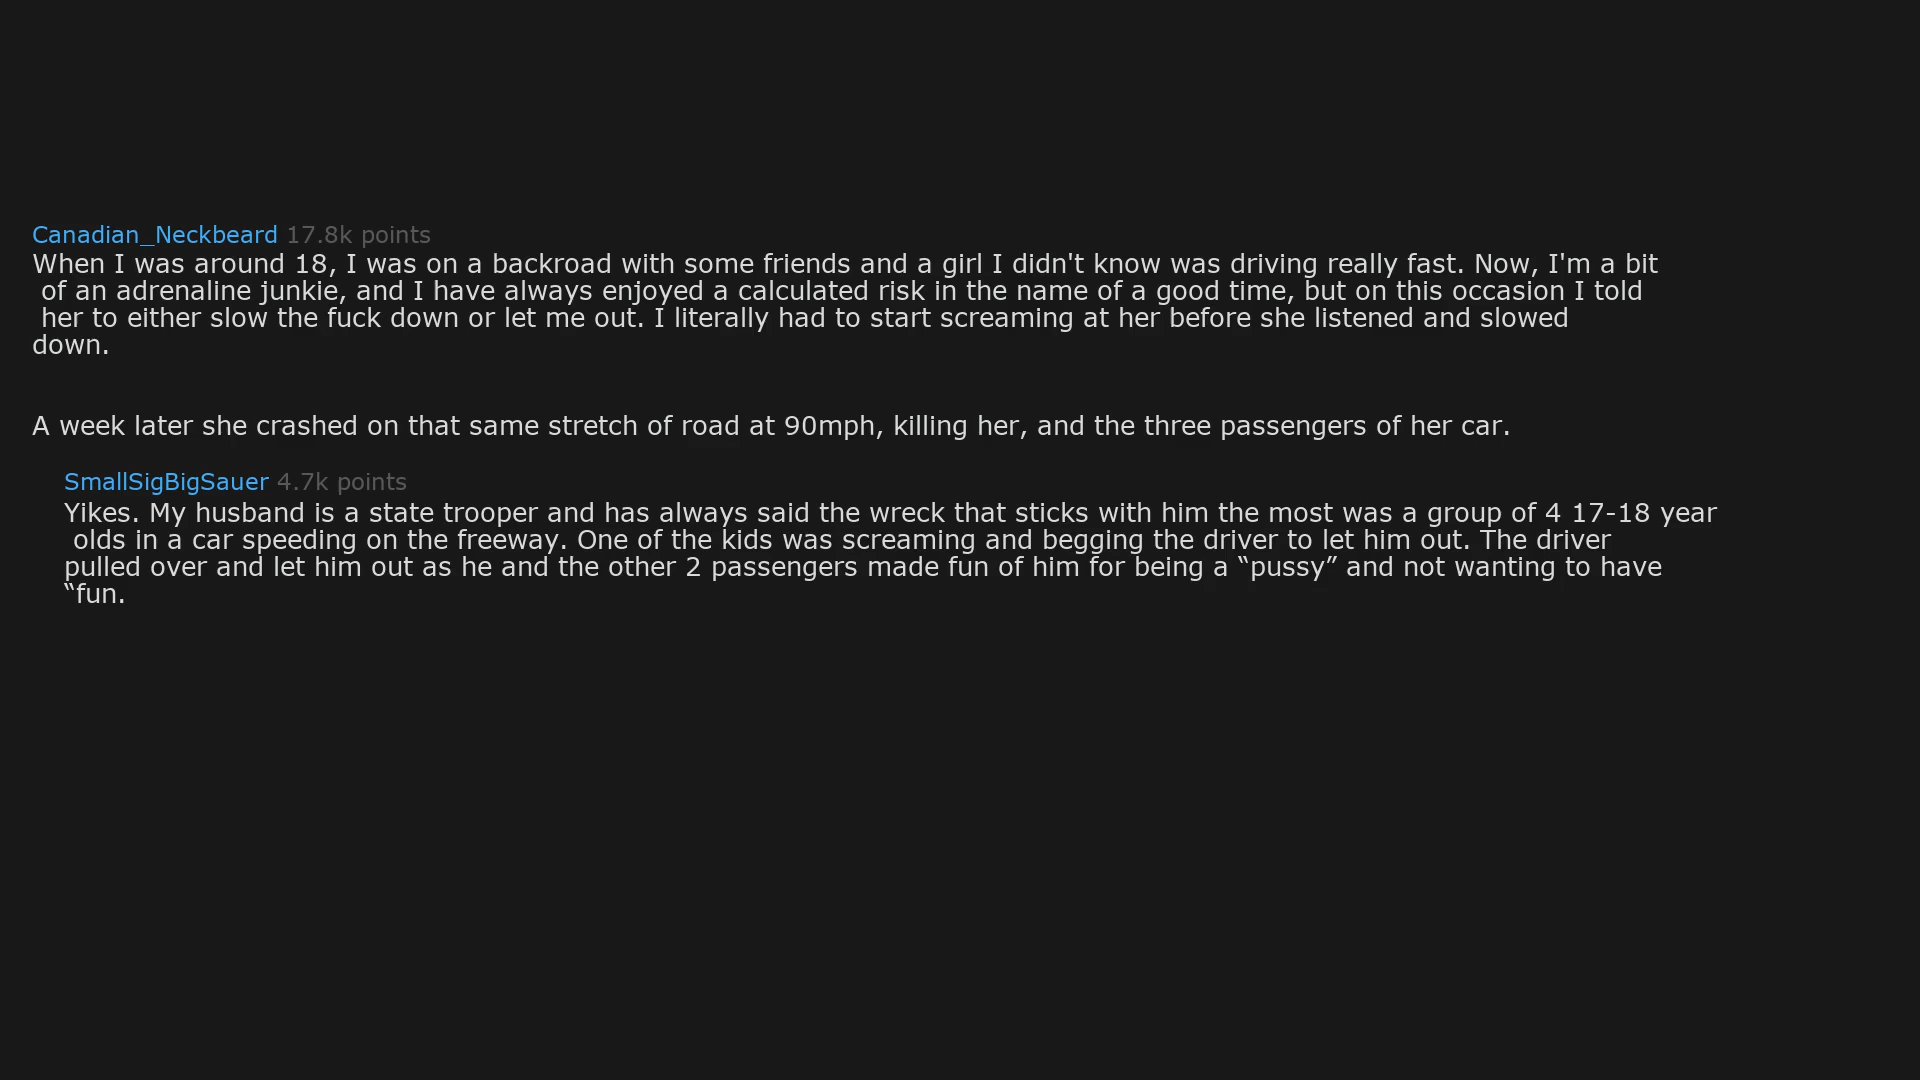 Canadian_Neckbeard 17.8k points
When I was around 18, I was on a backroad with some friends and a girl I didn't know was driving really fast. Now, I'm a bit
of an adrenaline junkie, and I have always enjoyed a calculated risk in the name of a good time, but on this occasion I told
her to either slow the fuck down or let me out. I literally had to start screaming at her before she listened and slowed
down.
A week later she crashed on that same stretch of road at 90mph, killing her, and the three passengers of her car.
SmallSigBigSauer 4.7k points
Yikes. My husband is a state trooper and has always said the wreck that sticks with him the most was a group of 4 17-18 year
olds in a car speeding on the freeway. One of the kids was screaming and begging the driver to let him out. The driver
pulled over and let him out as he and the other 2 passengers made fun of him for being a “pussy” and not wanting to have
“fun.